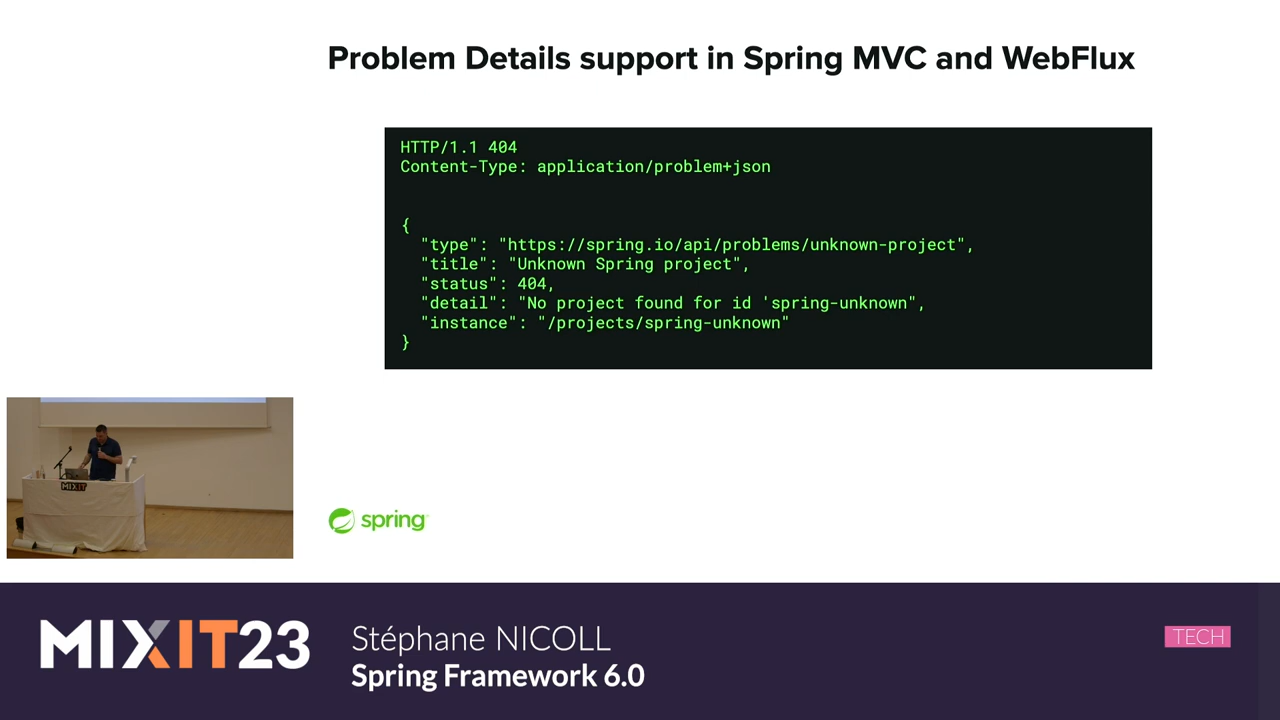 Problem Details support in Spring MVC and WebFlux
HTTP/1.1 404
Content-Type: application/problem+json
{
"type": "https://spring.io/api/problems/unknown-project",
"title": "Unknown Spring project",
"status": 404,
"detail": "No project found for id 'spring-unknown",
"instance": "/projects/spring-unknown"
}
MIXIT
spring
MIXIT23
Stéphane NICOLL
Spring Framework 6.0
TECH